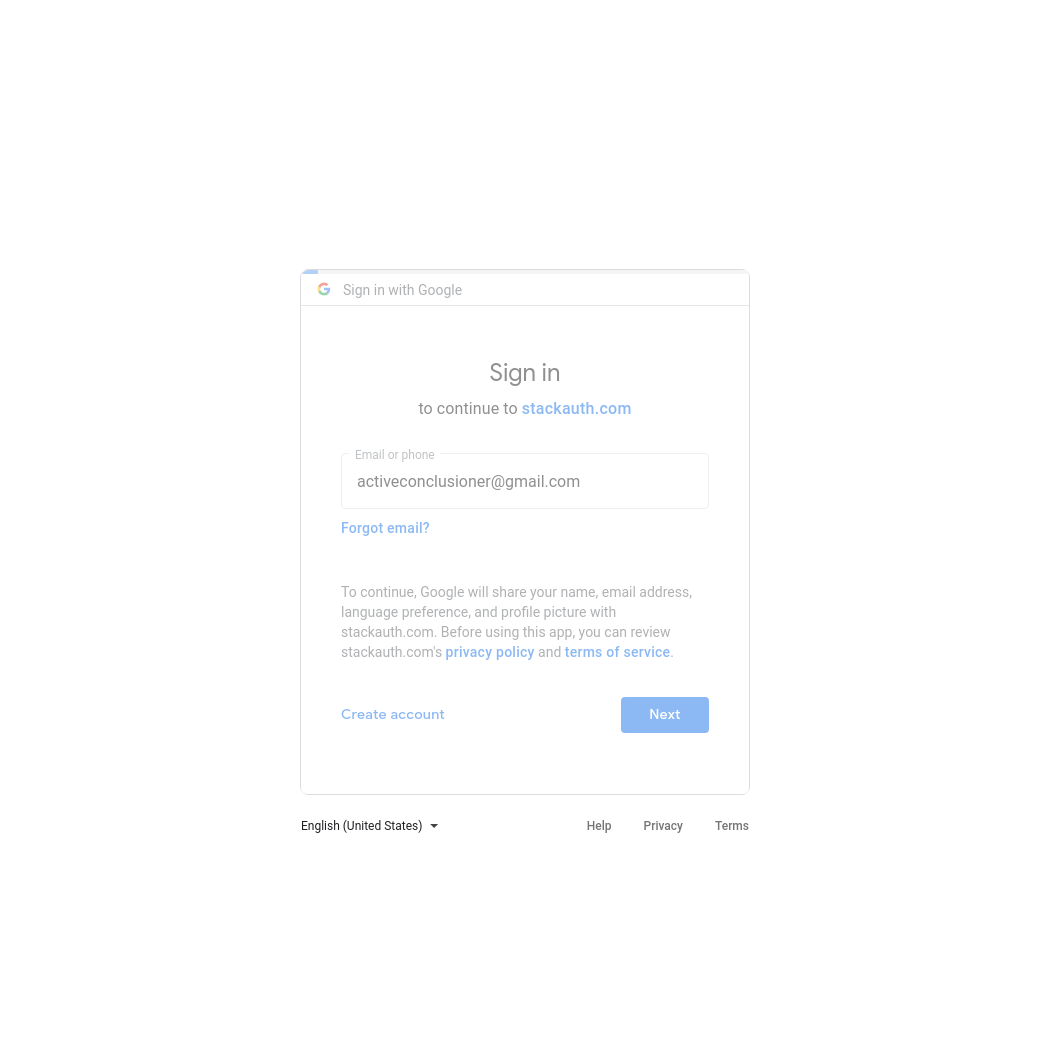 Sign in with Google
Sign in
to continue to stackauth.com
Email or phone
activeconclusioner@gmail.com
Forgot email?
To continue, Google will share your name, email address,
language preference, and profile picture with
stackauth.com. Before using this app, you can review
stackauth.com's privacy policy and terms of service.
Create account
Next
English (United States)
Help
Privacy
Terms